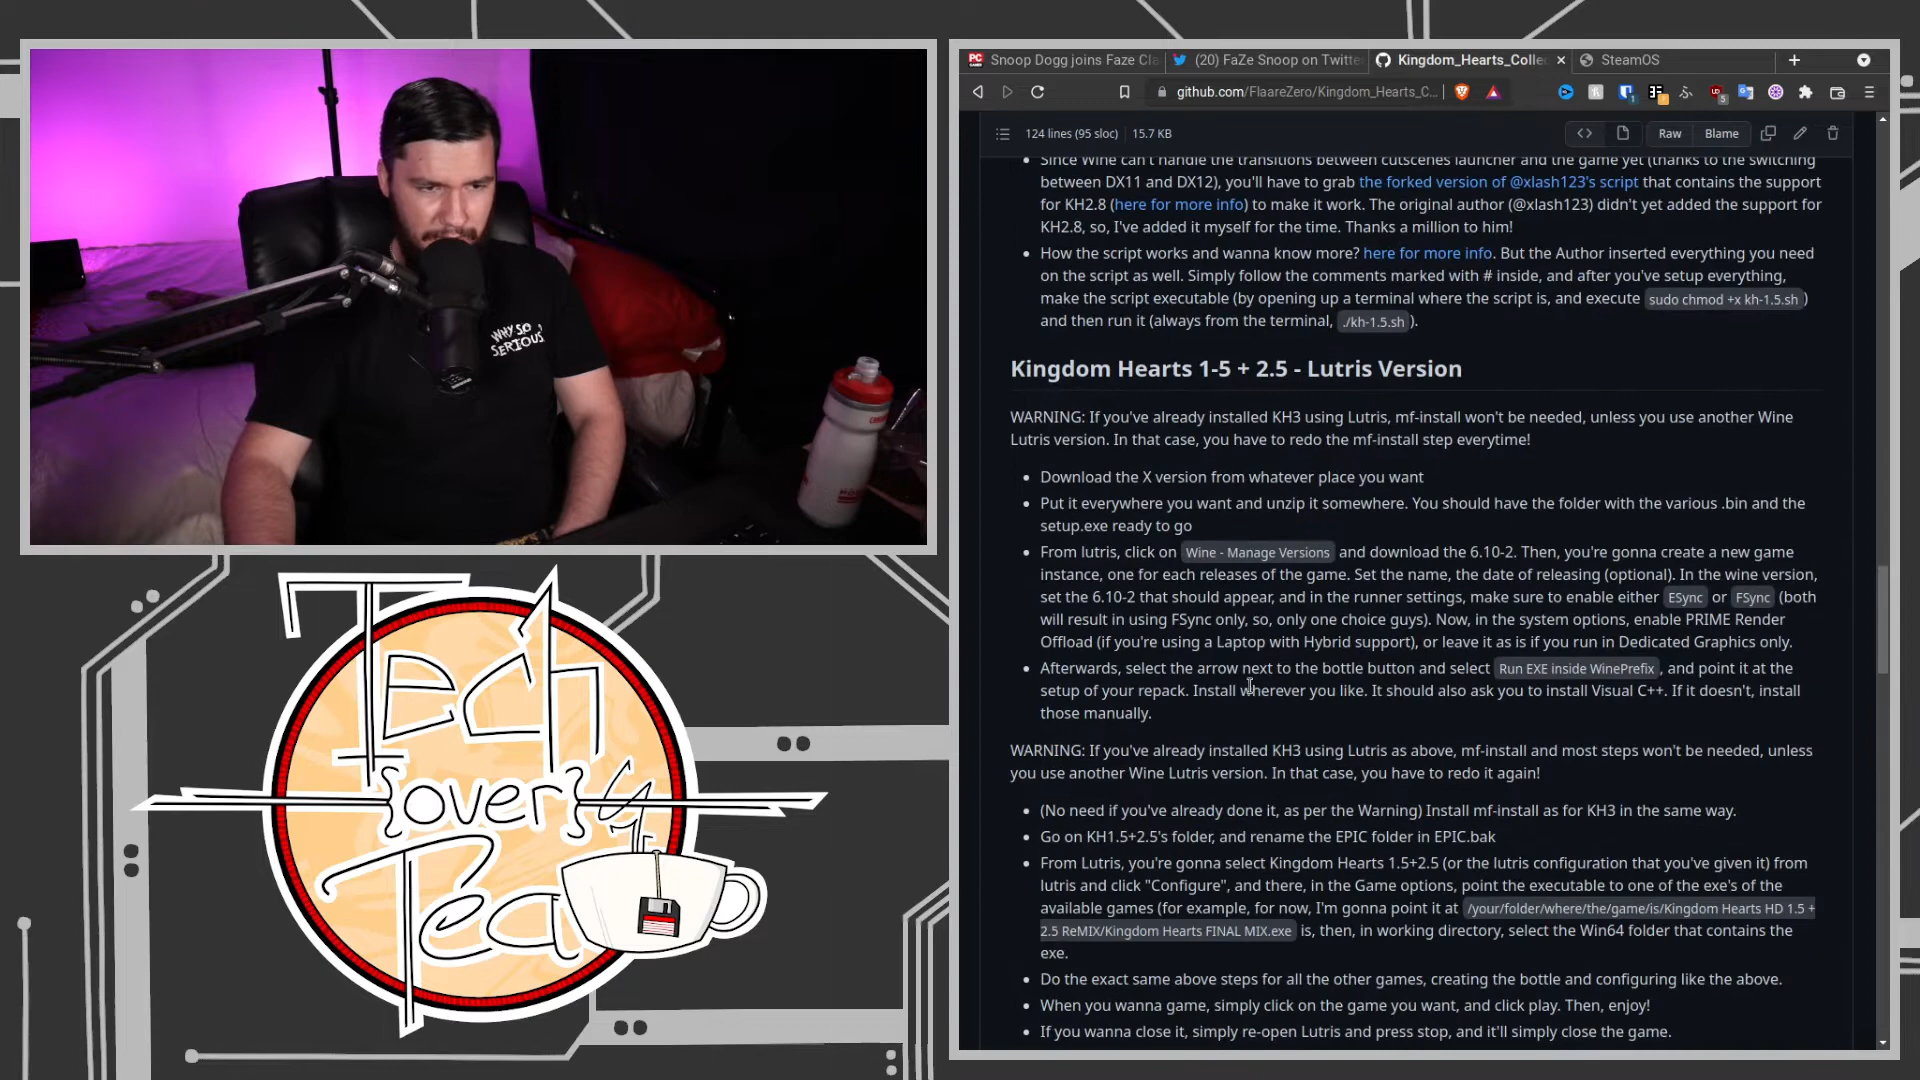 Snoop Dogg joins Faze Cla
(20) FaZe Snoop on Twitte
Kingdom_Hearts_Colle
SteamOS
github.com/FlaareZero/Kingdom_Hearts_C...
124 lines (95 sloc) 15.7 KB
Raw Blame
Since Wine can't handle the transitions between cutscenes launcher and the game yet (thanks to the switching
between DX11 and DX12), you'll have to grab the forked version of @xlash123's script that contains the support
for KH2.8 (here for more info) to make it work. The original author (@xlash123) didn't yet added the support for
KH2.8, so, I've added it myself for the time. Thanks a million to him!
How the script works and wanna know more? here for more info. But the Author inserted everything you need
on the script as well. Simply follow the comments marked with # inside, and after you've setup everything,
make the script executable (by opening up a terminal where the script is, and execute sudo chmod +x kh-1.5.sh )
and then run it (always from the terminal, ./kh-1.5.sh ).
Kingdom Hearts 1-5 + 2.5 - Lutris Version
WARNING: If you've already installed KH3 using Lutris, mf-install won't be needed, unless you use another Wine
Lutris version. In that case, you have to redo the mf-install step everytime!
Download the X version from whatever place you want
Put it everywhere you want and unzip it somewhere. You should have the folder with the various .bin and the
setup.exe ready to go
From lutris, click on Wine - Manage Versions and download the 6.10-2. Then, you're gonna create a new game
instance, one for each releases of the game. Set the name, the date of releasing (optional). In the wine version,
set the 6.10-2 that should appear, and in the runner settings, make sure to enable either ESync or FSync (both
will result in using FSync only, so, only one choice guys). Now, in the system options, enable PRIME Render
Offload (if you're using a Laptop with Hybrid support), or leave it as is if you run in Dedicated Graphics only.
Afterwards, select the arrow next to the bottle button and select Run EXE inside WinePrefix , and point it at the
setup of your repack. Install wherever you like. It should also ask you to install Visual C++. If it doesn't, install
those manually.
WARNING: If you've already installed KH3 using Lutris as above, mf-install and most steps won't be needed, unless
you use another Wine Lutris version. In that case, you have to redo it again!
(No need if you've already done it, as per the Warning) Install mf-install as for KH3 in the same way.
Go on KH1.5+2.5's folder, and rename the EPIC folder in EPIC.bak
From Lutris, you're gonna select Kingdom Hearts 1.5+2.5 (or the lutris configuration that you've given it) from
lutris and click "Configure", and there, in the Game options, point the executable to one of the exe's of the
available games (for example, for now, I'm gonna point it at /your/folder/where/the/game/is/Kingdom Hearts HD 1.5 +
2.5 ReMIX/Kingdom Hearts FINAL MIX.exe is, then, in working directory, select the Win64 folder that contains the
exe.
Do the exact same above steps for all the other games, creating the bottle and configuring like the above.
When you wanna game, simply click on the game you want, and click play. Then, enjoy!
If you wanna close it, simply re-open Lutris and press stop, and it'll simply close the game.
WHY SO
SERIOUS?
Tech
{over}
Tea